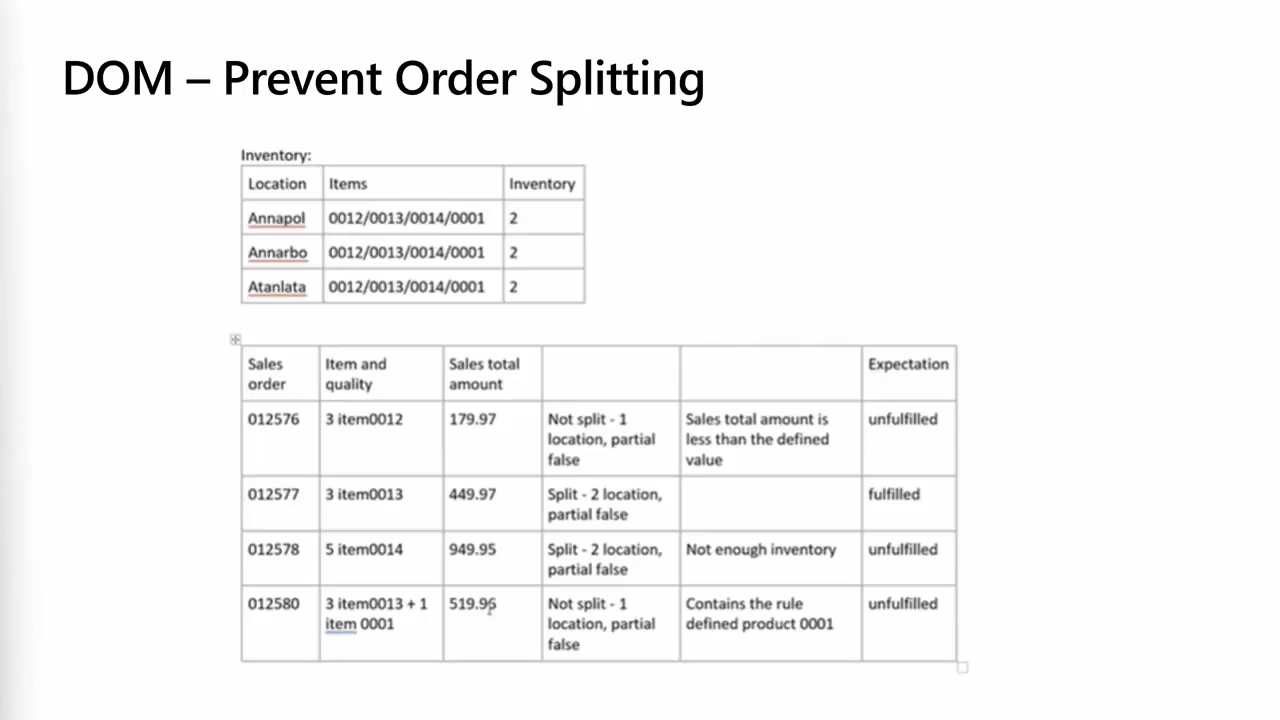 DOM – Prevent Order Splitting
Inventory:
Location Items Inventory
Annapol 0012/0013/0014/0001 2
Annarbo 0012/0013/0014/0001 2
Atanlata 0012/0013/0014/0001 2
Sales order Item and quality Sales total amount Expectation
012576 3 item0012 179.97 Not split - 1 location, partial false Sales total amount is less than the defined value unfulfilled
012577 3 item0013 449.97 Split - 2 location, partial false fulfilled
012578 5 item0014 949.95 Split - 2 location, partial false Not enough inventory unfulfilled
012580 3 item0013 + 1 item 0001 519.96 Not split - 1 location, partial false Contains the rule defined product 0001 unfulfilled